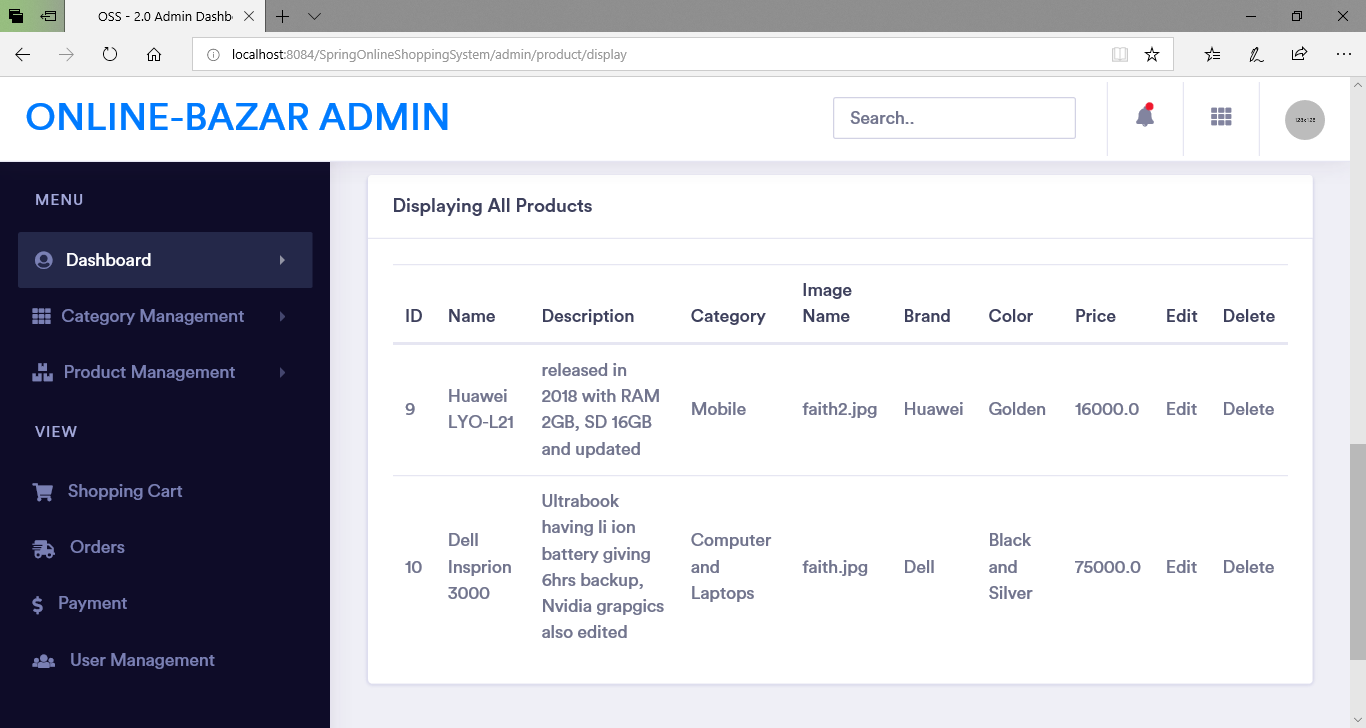 OSS - 2.0 Admin Dashb
localhost:8084/SpringOnlineShoppingSystem/admin/product/display
ONLINE-BAZAR ADMIN
Search..
128x128
MENU
Dashboard
Category Management
Product Management
VIEW
Shopping Cart
Orders
Payment
User Management
Displaying All Products
ID Name Description Category Image Name Brand Color Price Edit Delete
9 Huawei LYO-L21 released in 2018 with RAM 2GB, SD 16GB and updated Mobile faith2.jpg Huawei Golden 16000.0 Edit Delete
10 Dell Insprion 3000 Ultrabook having li ion battery giving 6hrs backup, Nvidia grapgics also edited Computer and Laptops faith.jpg Dell Black and Silver 75000.0 Edit Delete